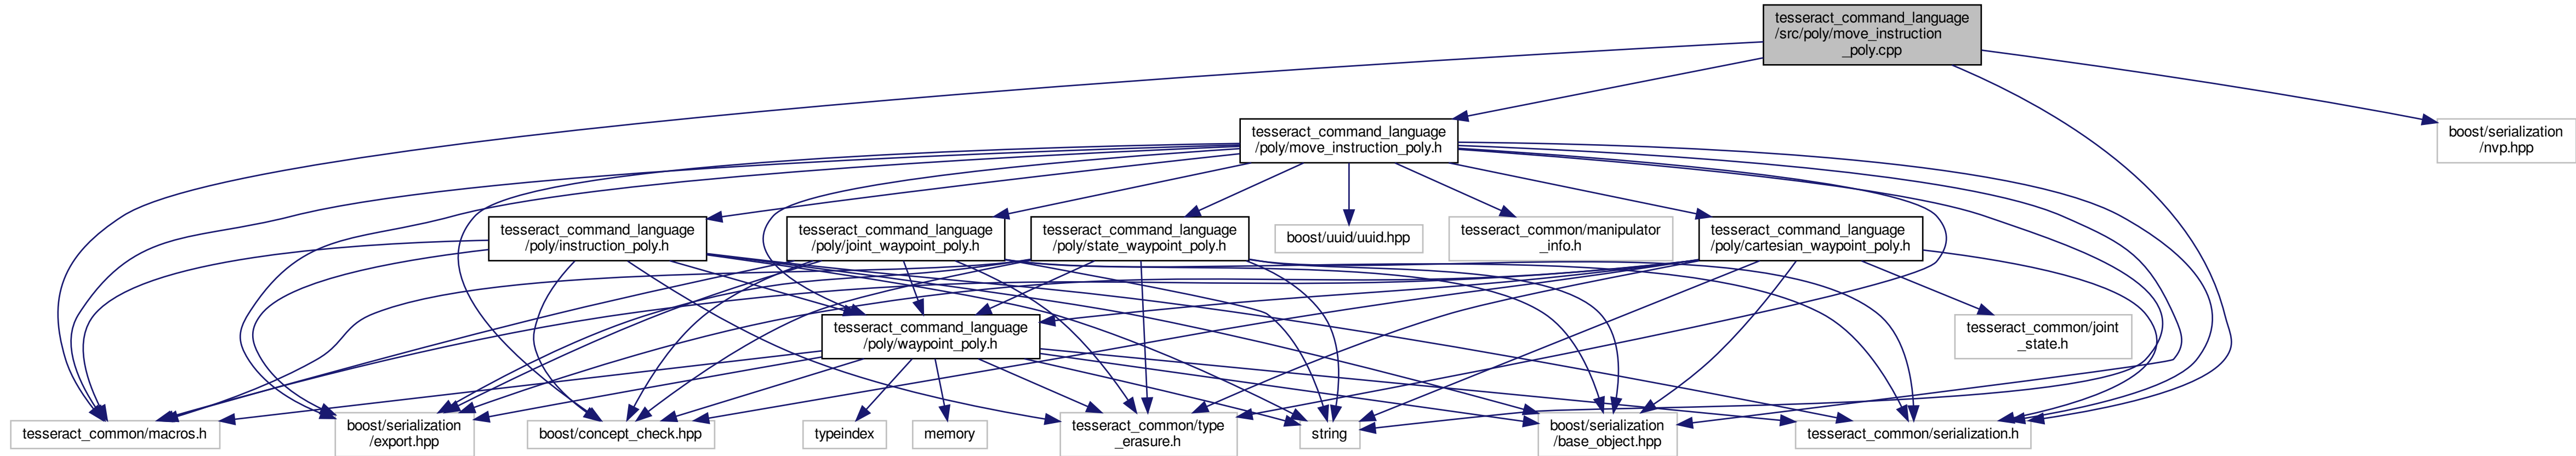 tesseract_command_language
/src/poly/move_instruction
_poly.cpp
tesseract_command_language
/poly/move_instruction_poly.h
boost/serialization
/nvp.hpp
tesseract_command_language
/poly/instruction_poly.h
tesseract_command_language
/poly/joint_waypoint_poly.h
tesseract_command_language
/poly/state_waypoint_poly.h
boost/uuid/uuid.hpp
tesseract_common/manipulator
_info.h
tesseract_command_language
/poly/cartesian_waypoint_poly.h
tesseract_command_language
/poly/waypoint_poly.h
tesseract_common/joint
_state.h
tesseract_common/macros.h
boost/serialization
/export.hpp
boost/concept_check.hpp
typeindex
memory
tesseract_common/type
_erasure.h
string
boost/serialization
/base_object.hpp
tesseract_common/serialization.h